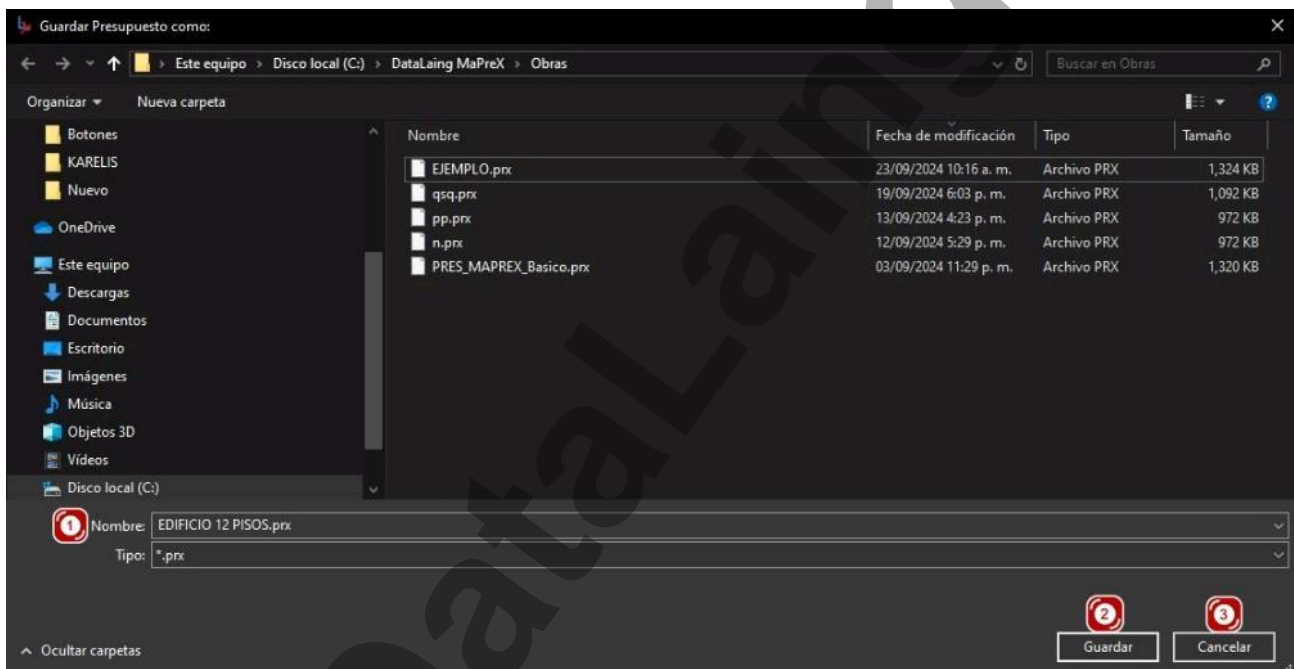 Guardar Presupuesto como:
Este equipo > Disco local (C:) > DataLaing MaPreX > Obras
Buscar en Obras
Organizar Nueva carpeta
Nombre Fecha de modificación Tipo Tamaño
Botones
KARELIS
Nuevo
OneDrive
Este equipo
Descargas
Documentos
Escritorio
Imágenes
Música
Objetos 3D
Vídeos
Disco local (C:)
EJEMPLO.prx 23/09/2024 10:16 a. m. Archivo PRX 1,324 KB
qsq.prx 19/09/2024 6:03 p. m. Archivo PRX 1,092 KB
pp.prx 13/09/2024 4:23 p. m. Archivo PRX 972 KB
n.prx 12/09/2024 5:29 p. m. Archivo PRX 972 KB
PRES_MAPREX_Basico.prx 03/09/2024 11:29 p. m. Archivo PRX 1,320 KB
1 Nombre: EDIFICIO 12 PISOS.prx
Tipo: *.prx
2 3
Ocultar carpetas Guardar Cancelar
DataLaing